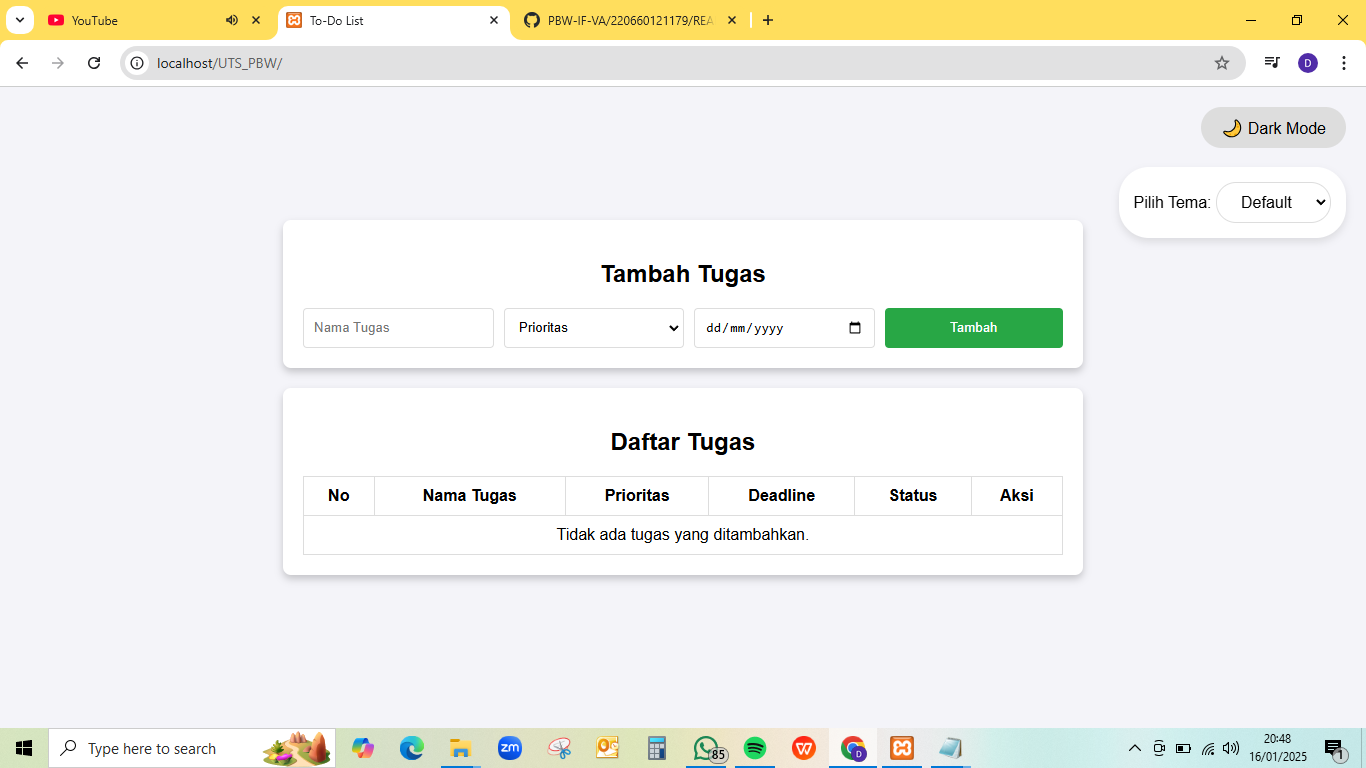 YouTube
To-Do List
PBW-IF-VA/220660121179/REA
localhost/UTS_PBW/
D
🌙 Dark Mode
Pilih Tema: Default
Tambah Tugas
Nama Tugas Prioritas dd/mm/yyyy Tambah
Daftar Tugas
No Nama Tugas Prioritas Deadline Status Aksi
Tidak ada tugas yang ditambahkan.
Type here to search
zm
85
D
20:48
16/01/2025
1